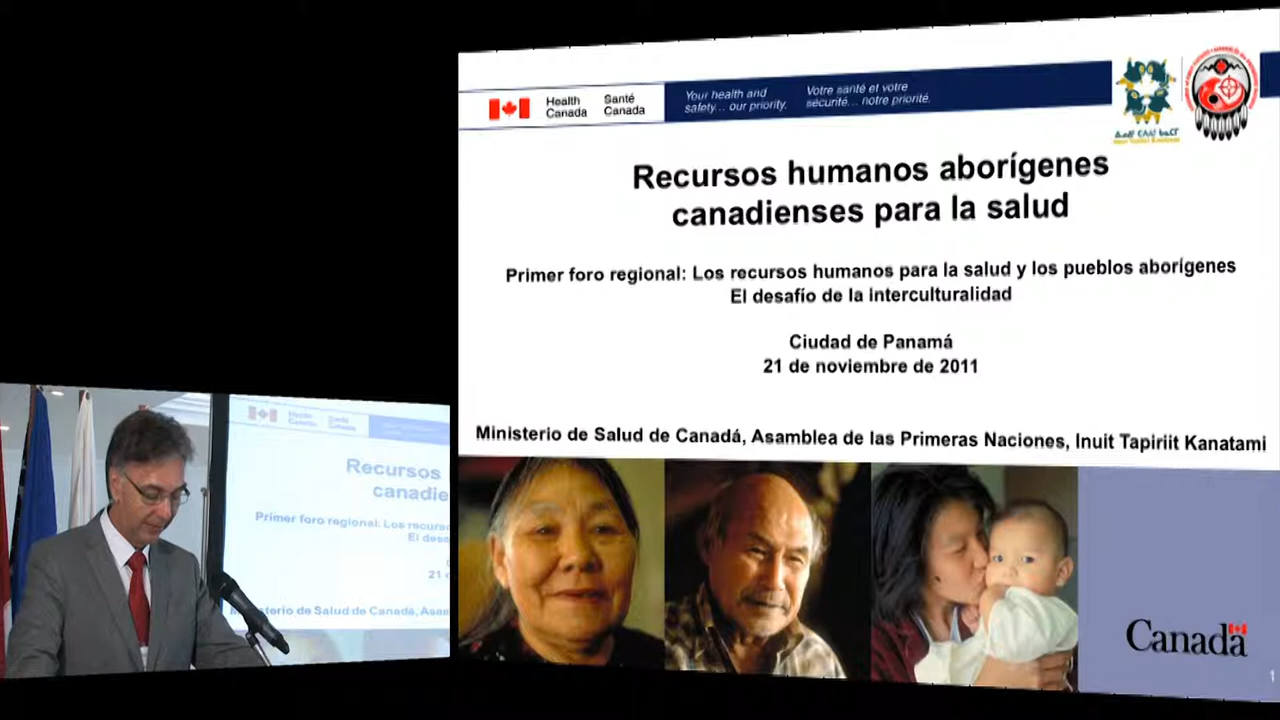 Health Canada
Santé Canada
Your health and safety... our priority.
Votre santé et votre sécurité... notre priorité.
Recursos humanos aborígenes
canadienses para la salud
Primer foro regional: Los recursos humanos para la salud y los pueblos aborígenes
El desafío de la interculturalidad
Ciudad de Panamá
21 de noviembre de 2011
Ministerio de Salud de Canadá, Asamblea de las Primeras Naciones, Inuit Tapiriit Kanatami
Canada
1
Recursos
canadie
Primer foro regional: Los recurso
El desa
21 d
Ministerio de Salud de Canadá, Asam